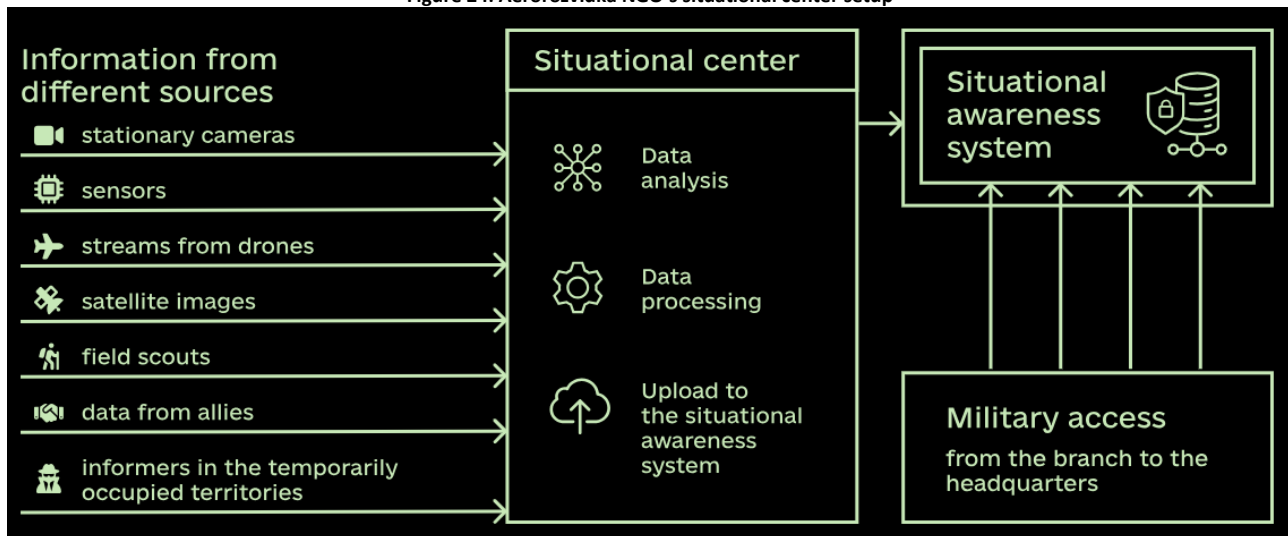 Information from
different sources
stationary cameras
sensors
streams from drones
satellite images
field scouts
data from allies
informers in the temporarily
occupied territories
Situational center
Data
analysis
Data
processing
Upload to
the situational
awareness
system
Situational
awareness
system
Military access
from the branch to the
headquarters